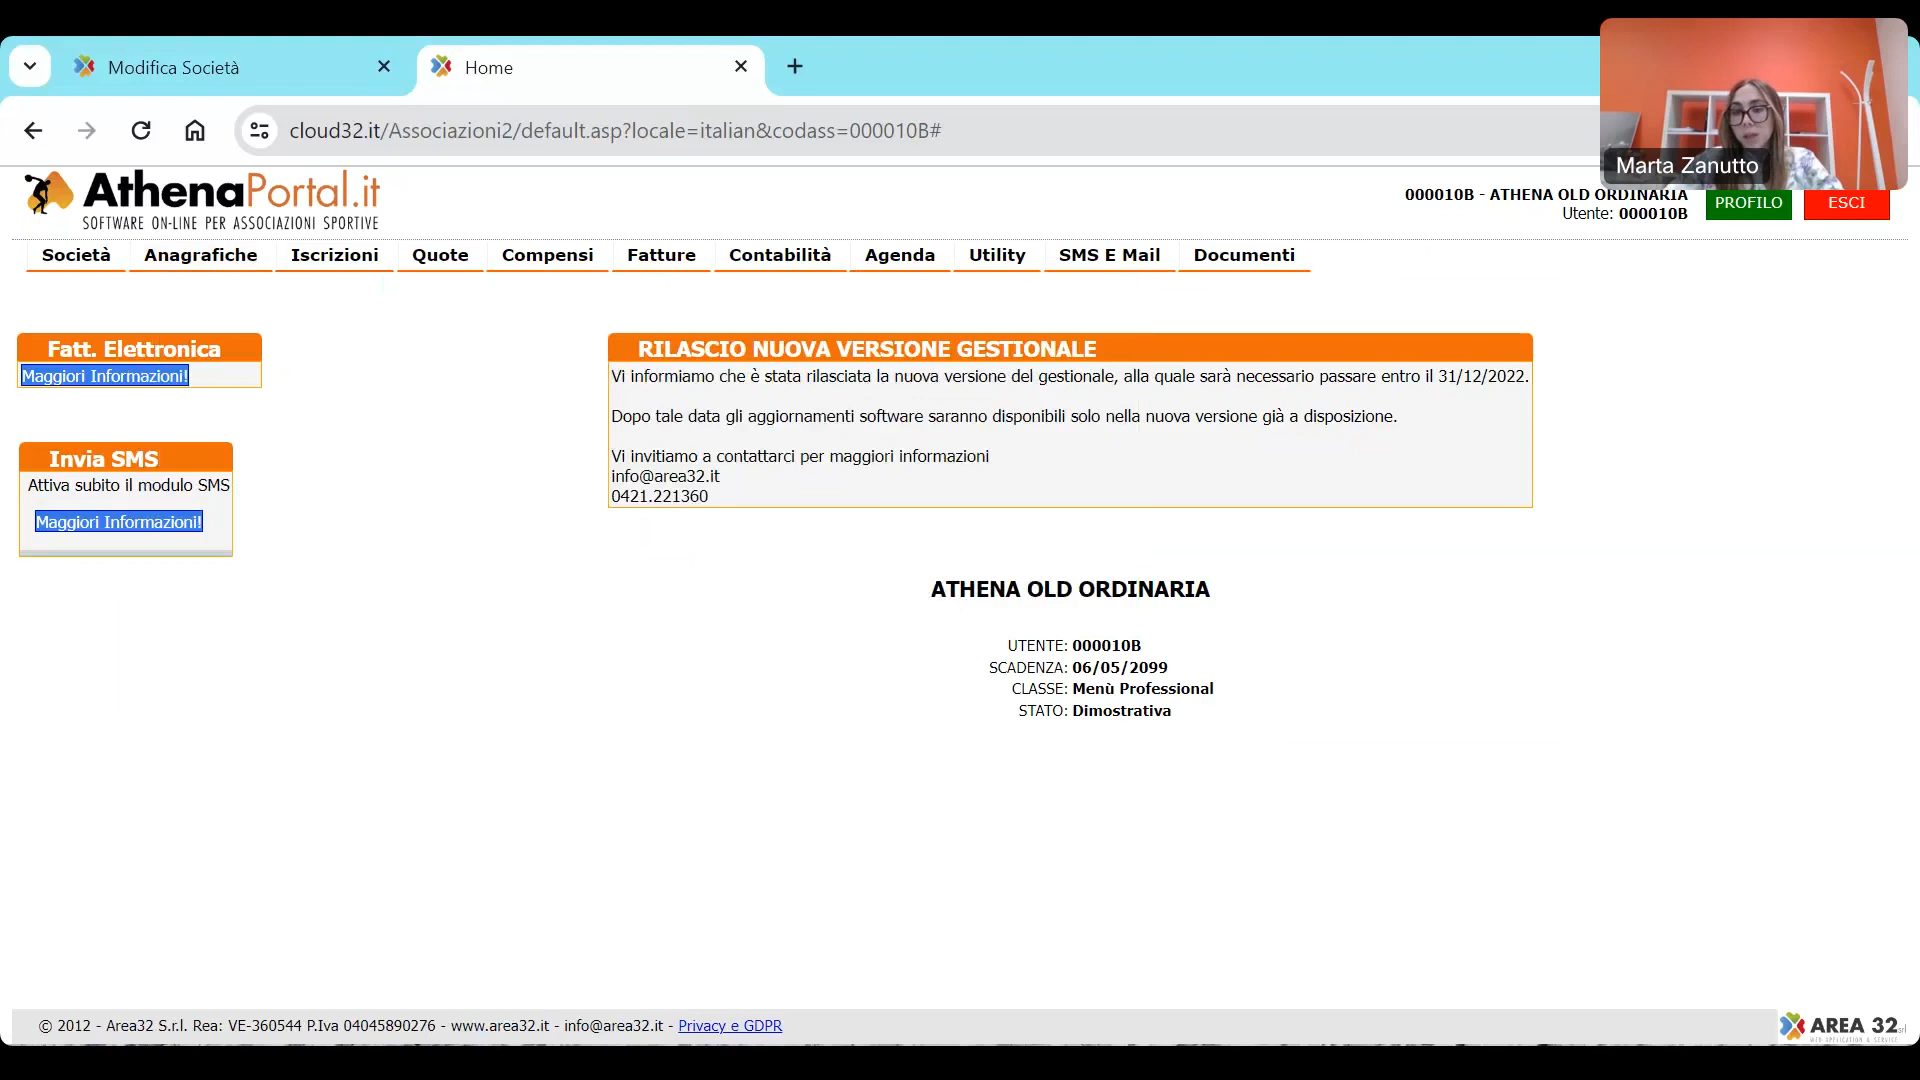 Modifica Società
Home
cloud32.it/Associazioni2/default.asp?locale=italian&codass=000010B#
Marta Zanutto
AthenaPortal.it
SOFTWARE ON-LINE PER ASSOCIAZIONI SPORTIVE
000010B - ATHENA OLD ORDINARIA
Utente: 000010B
PROFILO
ESCI
Società Anagrafiche Iscrizioni Quote Compensi Fatture Contabilità Agenda Utility SMS E Mail Documenti
Fatt. Elettronica
Maggiori Informazioni!
Invia SMS
Attiva subito il modulo SMS
Maggiori Informazioni!
RILASCIO NUOVA VERSIONE GESTIONALE
Vi informiamo che è stata rilasciata la nuova versione del gestionale, alla quale sarà necessario passare entro il 31/12/2022.
Dopo tale data gli aggiornamenti software saranno disponibili solo nella nuova versione già a disposizione.
Vi invitiamo a contattarci per maggiori informazioni
info@area32.it
0421.221360
ATHENA OLD ORDINARIA
UTENTE: 000010B
SCADENZA: 06/05/2099
CLASSE: Menù Professional
STATO: Dimostrativa
© 2012 - Area32 S.r.l. Rea: VE-360544 P.Iva 04045890276 - www.area32.it - info@area32.it - Privacy e GDPR
AREA 32 srl
WEB APPLICATION & SERVICE